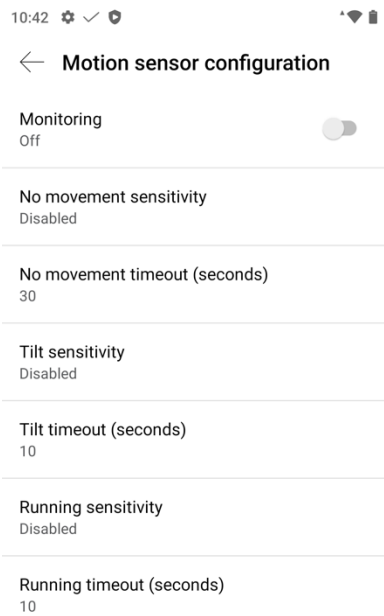 10:42
Motion sensor configuration
Monitoring
Off
No movement sensitivity
Disabled
No movement timeout (seconds)
30
Tilt sensitivity
Disabled
Tilt timeout (seconds)
10
Running sensitivity
Disabled
Running timeout (seconds)
10